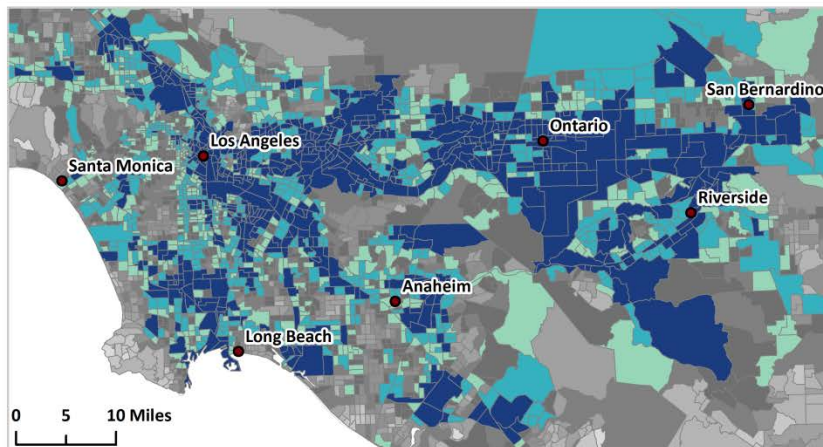 San Bernardino
Los Angeles
Ontario
Santa Monica
Riverside
Anaheim
Long Beach
0 5 10 Miles